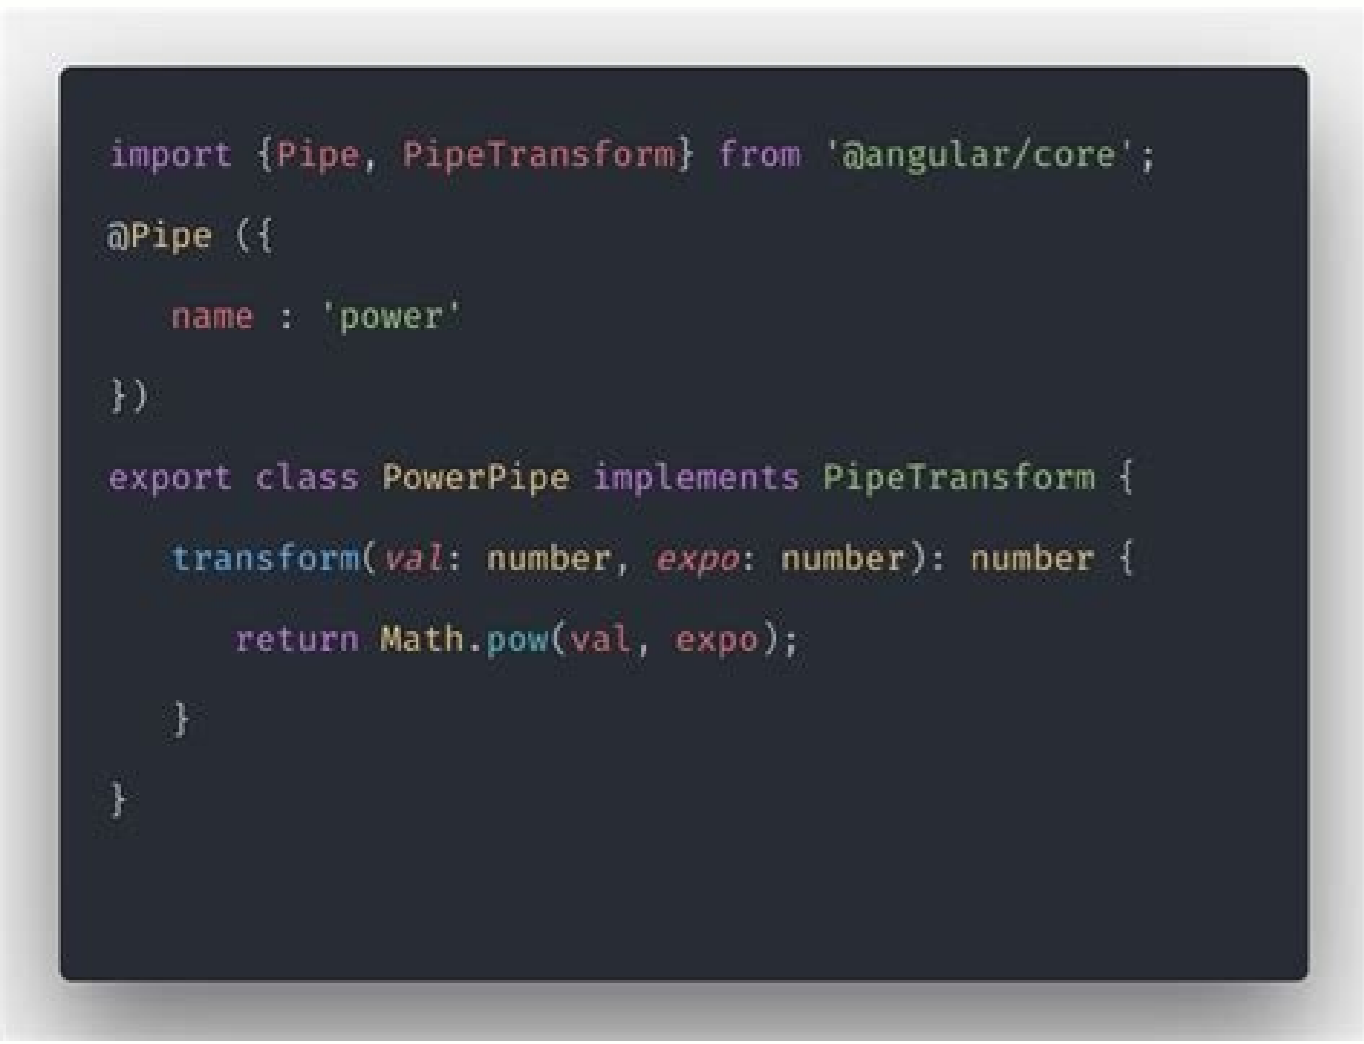 import {Pipe, PipeTransform} from '@angular/core';
@Pipe ({
   name : 'power'
})
export class PowerPipe implements PipeTransform {
   transform(val: number, expo: number): number {
      return Math.pow(val, expo);
   }
}